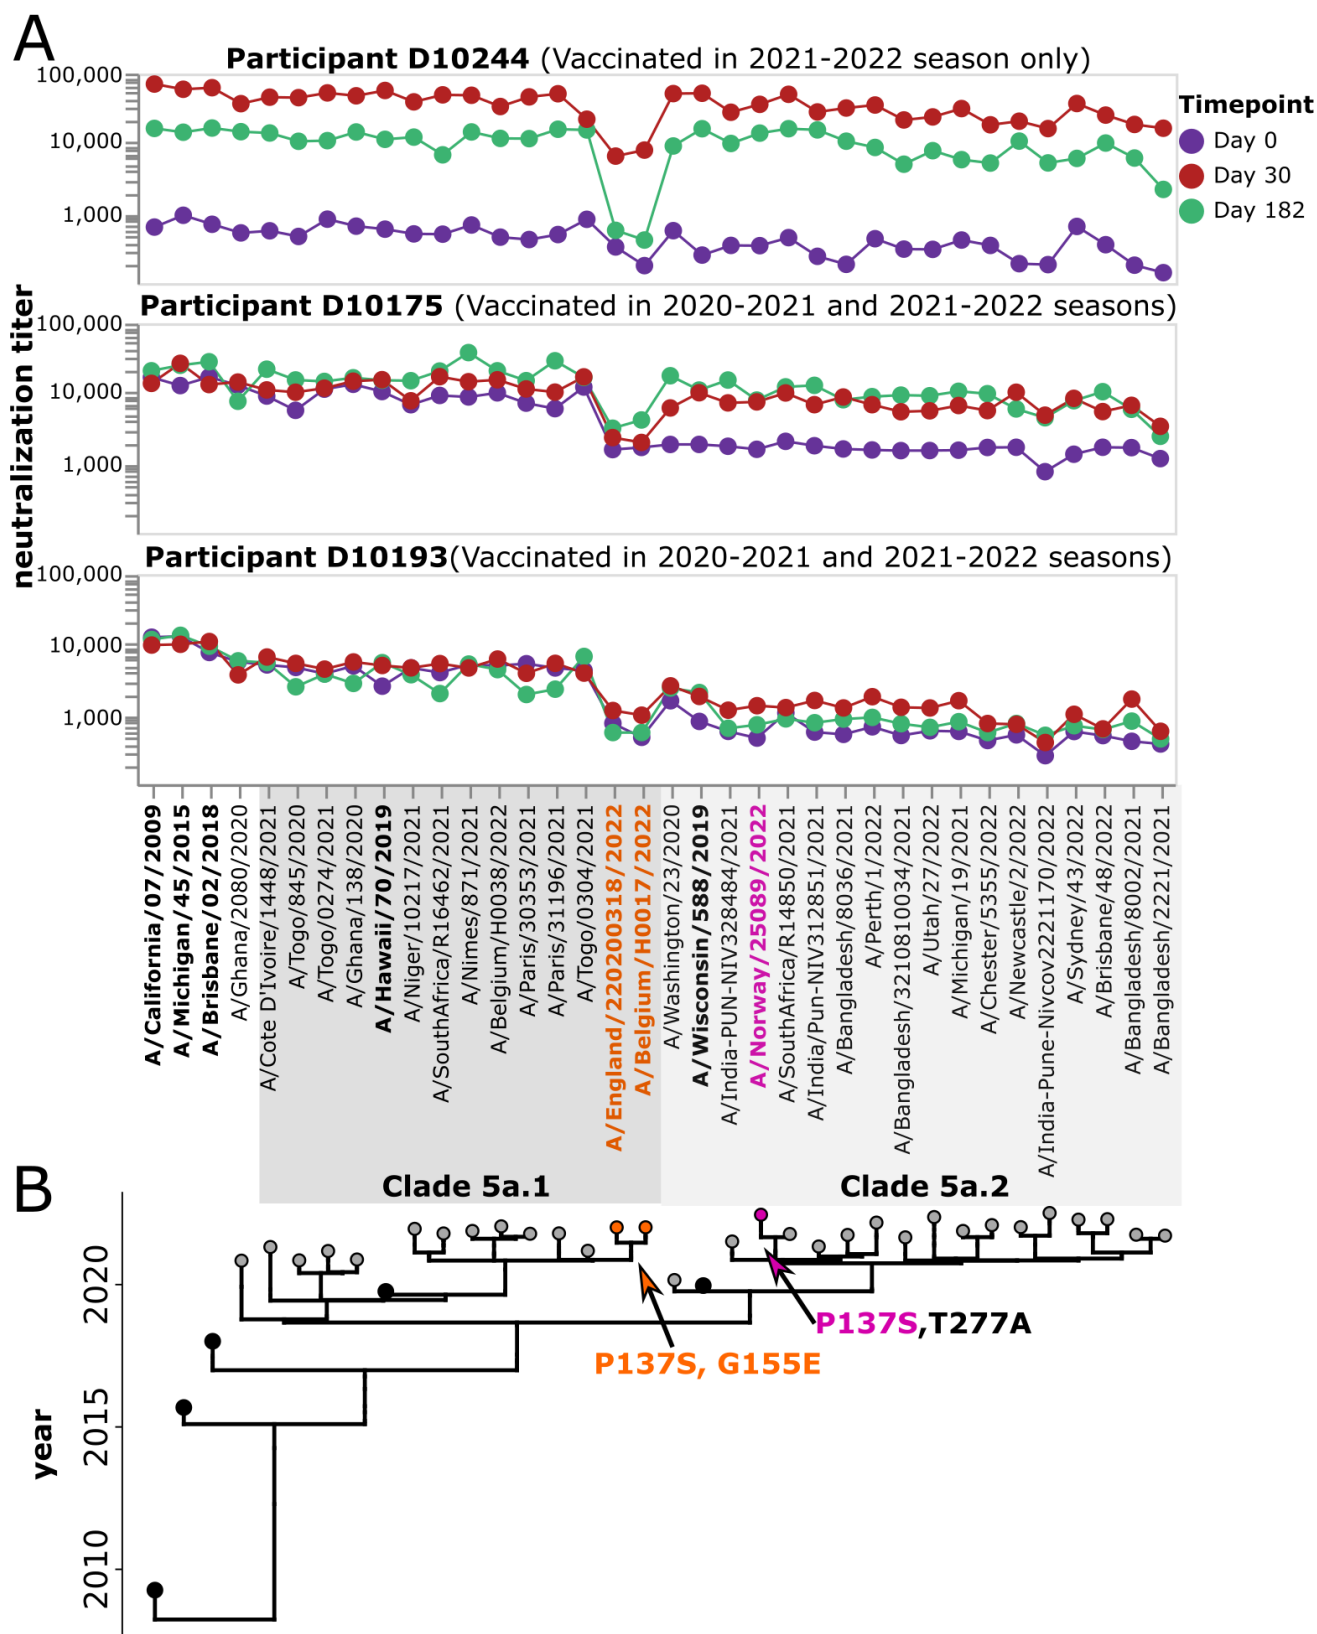 A
Participant D10244 (Vaccinated in 2021-2022 season only)
100,000
10,000
1,000
Timepoint
Day 0
Day 30
Day 182
neutralization titer
Participant D10175 (Vaccinated in 2020-2021 and 2021-2022 seasons)
100,000
10,000
1,000
Participant D10193(Vaccinated in 2020-2021 and 2021-2022 seasons)
100,000
10,000
1,000
A/California/07/2009
A/Michigan/45/2015
A/Brisbane/02/2018
A/Ghana/2080/2020
A/Cote D'Ivoire/1448/2021
A/Togo/845/2020
A/Togo/0274/2021
A/Ghana/138/2020
A/Hawaii/70/2019
A/Niger/10217/2021
A/SouthAfrica/R16462/2021
A/Nimes/871/2021
A/Belgium/H0038/2022
A/Paris/30353/2021
A/Paris/31196/2021
A/Togo/0304/2021
A/England/220200318/2022
A/Belgium/H0017/2022
A/Washington/23/2020
A/Wisconsin/588/2019
A/India-PUN-NIV328484/2021
A/Norway/25089/2022
A/SouthAfrica/R14850/2021
A/India/Pun-NIV312851/2021
A/Bangladesh/8036/2021
A/Perth/1/2022
A/Bangladesh/3210810034/2021
A/Utah/27/2022
A/Michigan/19/2021
A/Chester/5355/2022
A/Newcastle/2/2022
A/India-Pune-Nivcov2221170/2022
A/Sydney/43/2022
A/Brisbane/48/2022
A/Bangladesh/8002/2021
A/Bangladesh/2221/2021
Clade 5a.1
Clade 5a.2
B
year
2020
2015
2010
P137S, G155E
P137S,T277A